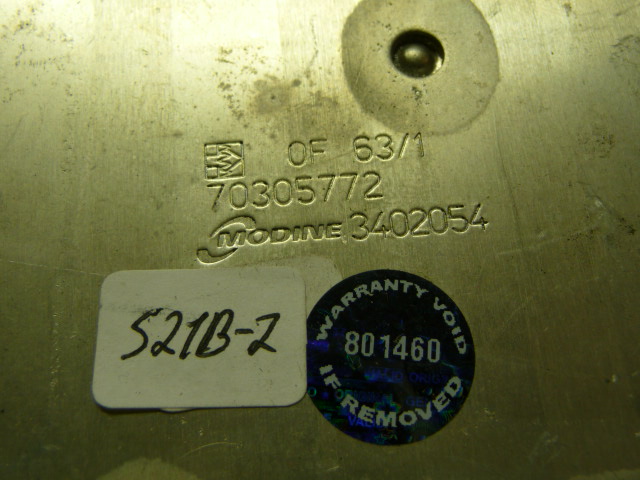 OF 63/1
70305772
MODINE 3402054
521B-2
WARRANTY VOID
801460
IF REMOVED